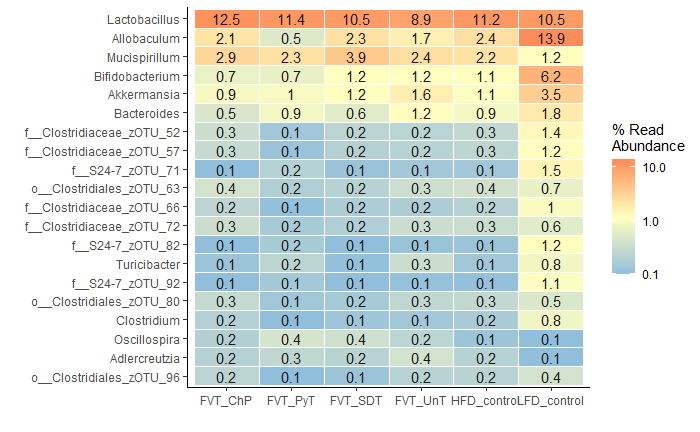 Lactobacillus 12.5 11.4 10.5 8.9 11.2 10.5
Allobaculum 2.1 0.5 2.3 1.7 2.4 13.9
Mucispirillum 2.9 2.3 3.9 2.4 2.2 1.2
Bifidobacterium 0.7 0.7 1.2 1.2 1.1 6.2
Akkermansia 0.9 1 1.2 1.6 1.1 3.5
Bacteroides 0.5 0.9 0.6 1.2 0.9 1.8
f__Clostridiaceae_zOTU_52 0.3 0.1 0.2 0.2 0.3 1.4
f__Clostridiaceae_zOTU_57 0.3 0.1 0.2 0.2 0.3 1.2
f__S24-7_zOTU_71 0.1 0.2 0.1 0.1 0.1 1.5
o__Clostridiales_zOTU_63 0.4 0.2 0.2 0.3 0.4 0.7
f__Clostridiaceae_zOTU_66 0.2 0.1 0.2 0.2 0.2 1
f__Clostridiaceae_zOTU_72 0.3 0.2 0.2 0.3 0.3 0.6
f__S24-7_zOTU_82 0.1 0.2 0.1 0.1 0.1 1.2
Turicibacter 0.1 0.2 0.1 0.3 0.1 0.8
f__S24-7_zOTU_92 0.1 0.1 0.1 0.1 0.1 1.1
o__Clostridiales_zOTU_80 0.3 0.1 0.2 0.3 0.3 0.5
Clostridium 0.2 0.1 0.1 0.1 0.2 0.8
Oscillospira 0.2 0.4 0.4 0.2 0.1 0.1
Adlercreutzia 0.2 0.3 0.2 0.4 0.2 0.1
o__Clostridiales_zOTU_96 0.2 0.1 0.1 0.2 0.2 0.4
FVT_ChP FVT_PyT FVT_SDT FVT_UnT HFD_control LFD_control
% Read
Abundance
10.0
1.0
0.1